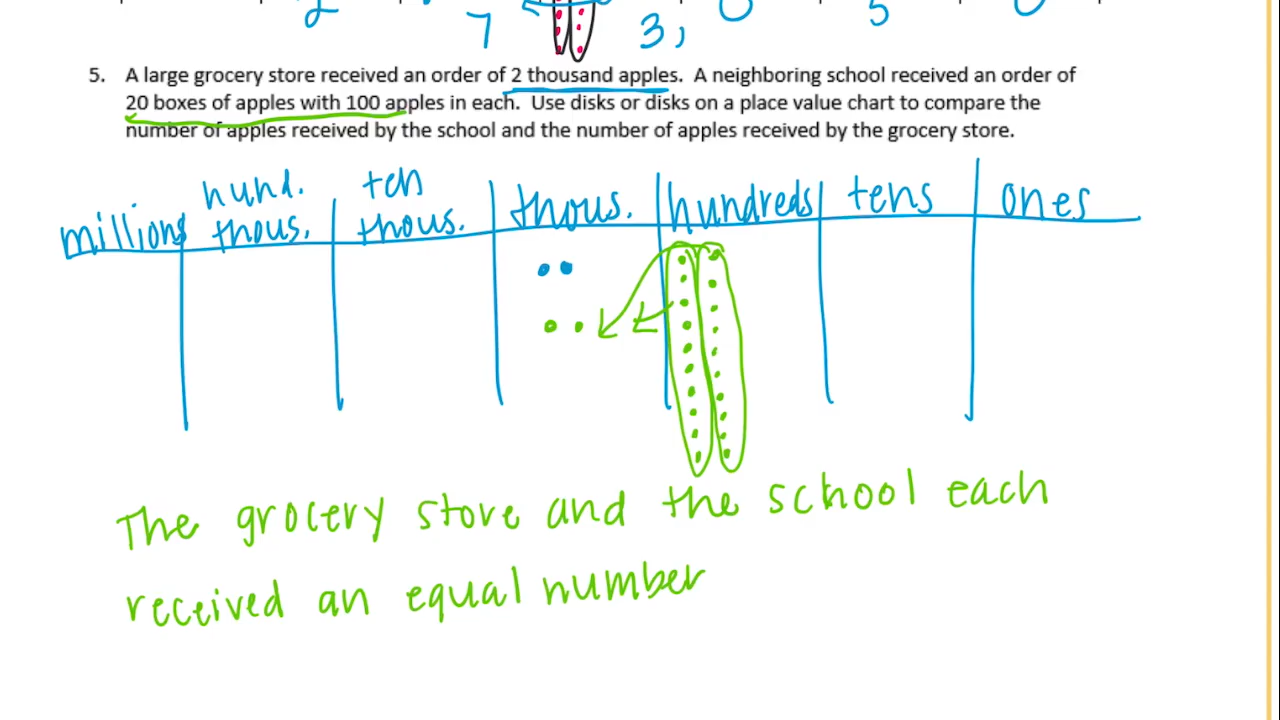 7 3,
5. A large grocery store received an order of 2 thousand apples. A neighboring school received an order of
20 boxes of apples with 100 apples in each. Use disks or disks on a place value chart to compare the
number of apples received by the school and the number of apples received by the grocery store.
millions hund. thous. ten thous. thous. hundreds tens ones
The grocery store and the school each
received an equal number